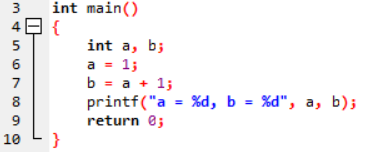 3 int main()
4 {
5 int a, b;
6 a = 1;
7 b = a + 1;
8 printf("a = %d, b = %d", a, b);
9 return 0;
10 }